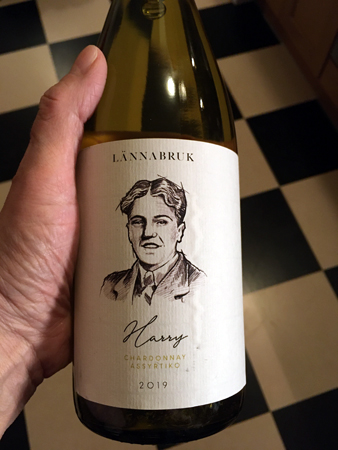 LÄNNABRUK
Harry
CHARDONNAY
ASSYRTIKO
2019